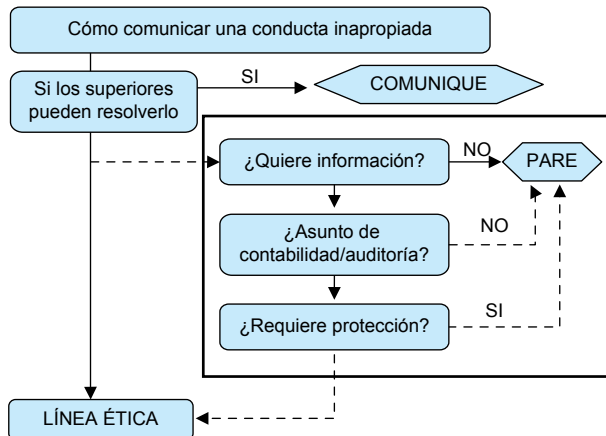 Cómo comunicar una conducta inapropiada
Si los superiores
pueden resolverlo
SI
COMUNIQUE
¿Quiere información?
NO
PARE
¿Asunto de
contabilidad/auditoría?
NO
¿Requiere protección?
SI
LÍNEA ÉTICA